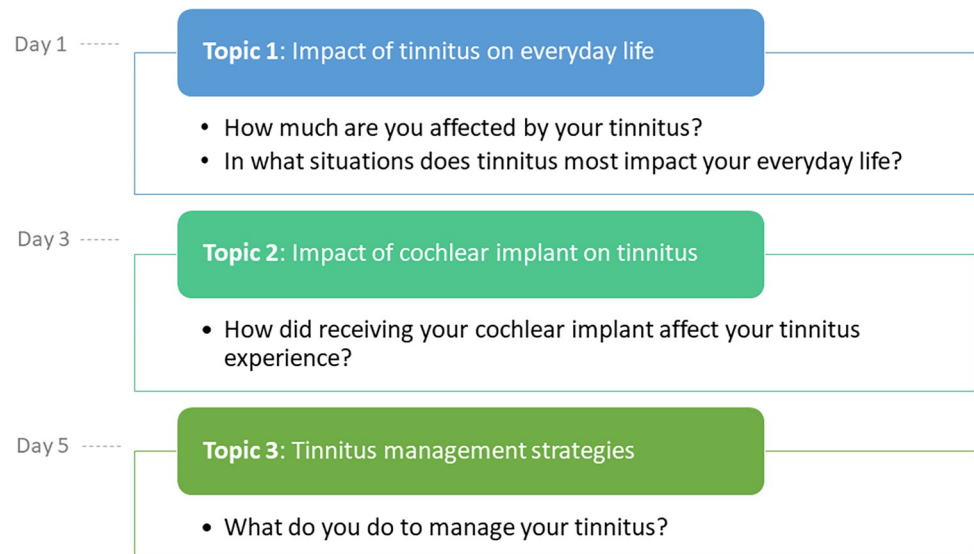 Day 1
Topic 1: Impact of tinnitus on everyday life
• How much are you affected by your tinnitus?
• In what situations does tinnitus most impact your everyday life?
Day 3
Topic 2: Impact of cochlear implant on tinnitus
• How did receiving your cochlear implant affect your tinnitus
experience?
Day 5
Topic 3: Tinnitus management strategies
• What do you do to manage your tinnitus?